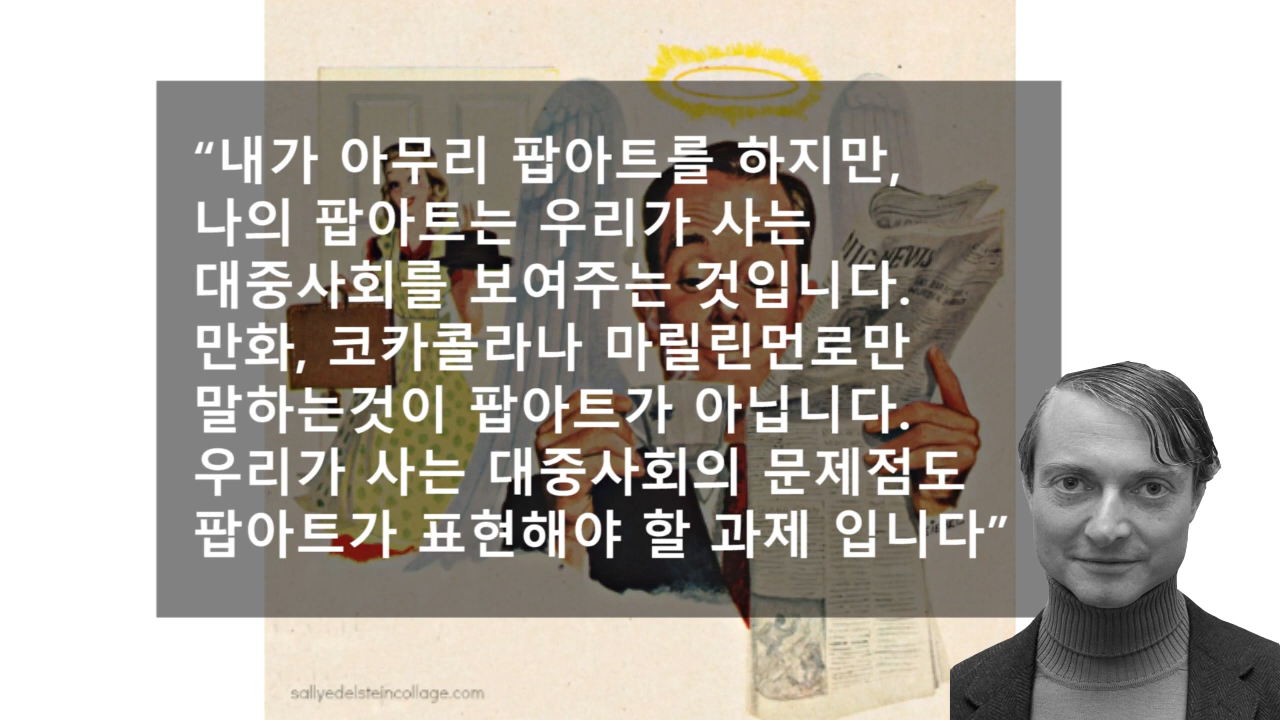 “내가 아무리 팝아트를 하지만,
나의 팝아트는 우리가 사는
대중사회를 보여주는 것입니다.
만화, 코카콜라나 마릴린먼로만
말하는것이 팝아트가 아닙니다.
우리가 사는 대중사회의 문제점도
팝아트가 표현해야 할 과제 입니다”
sallyedelsteincollage.com